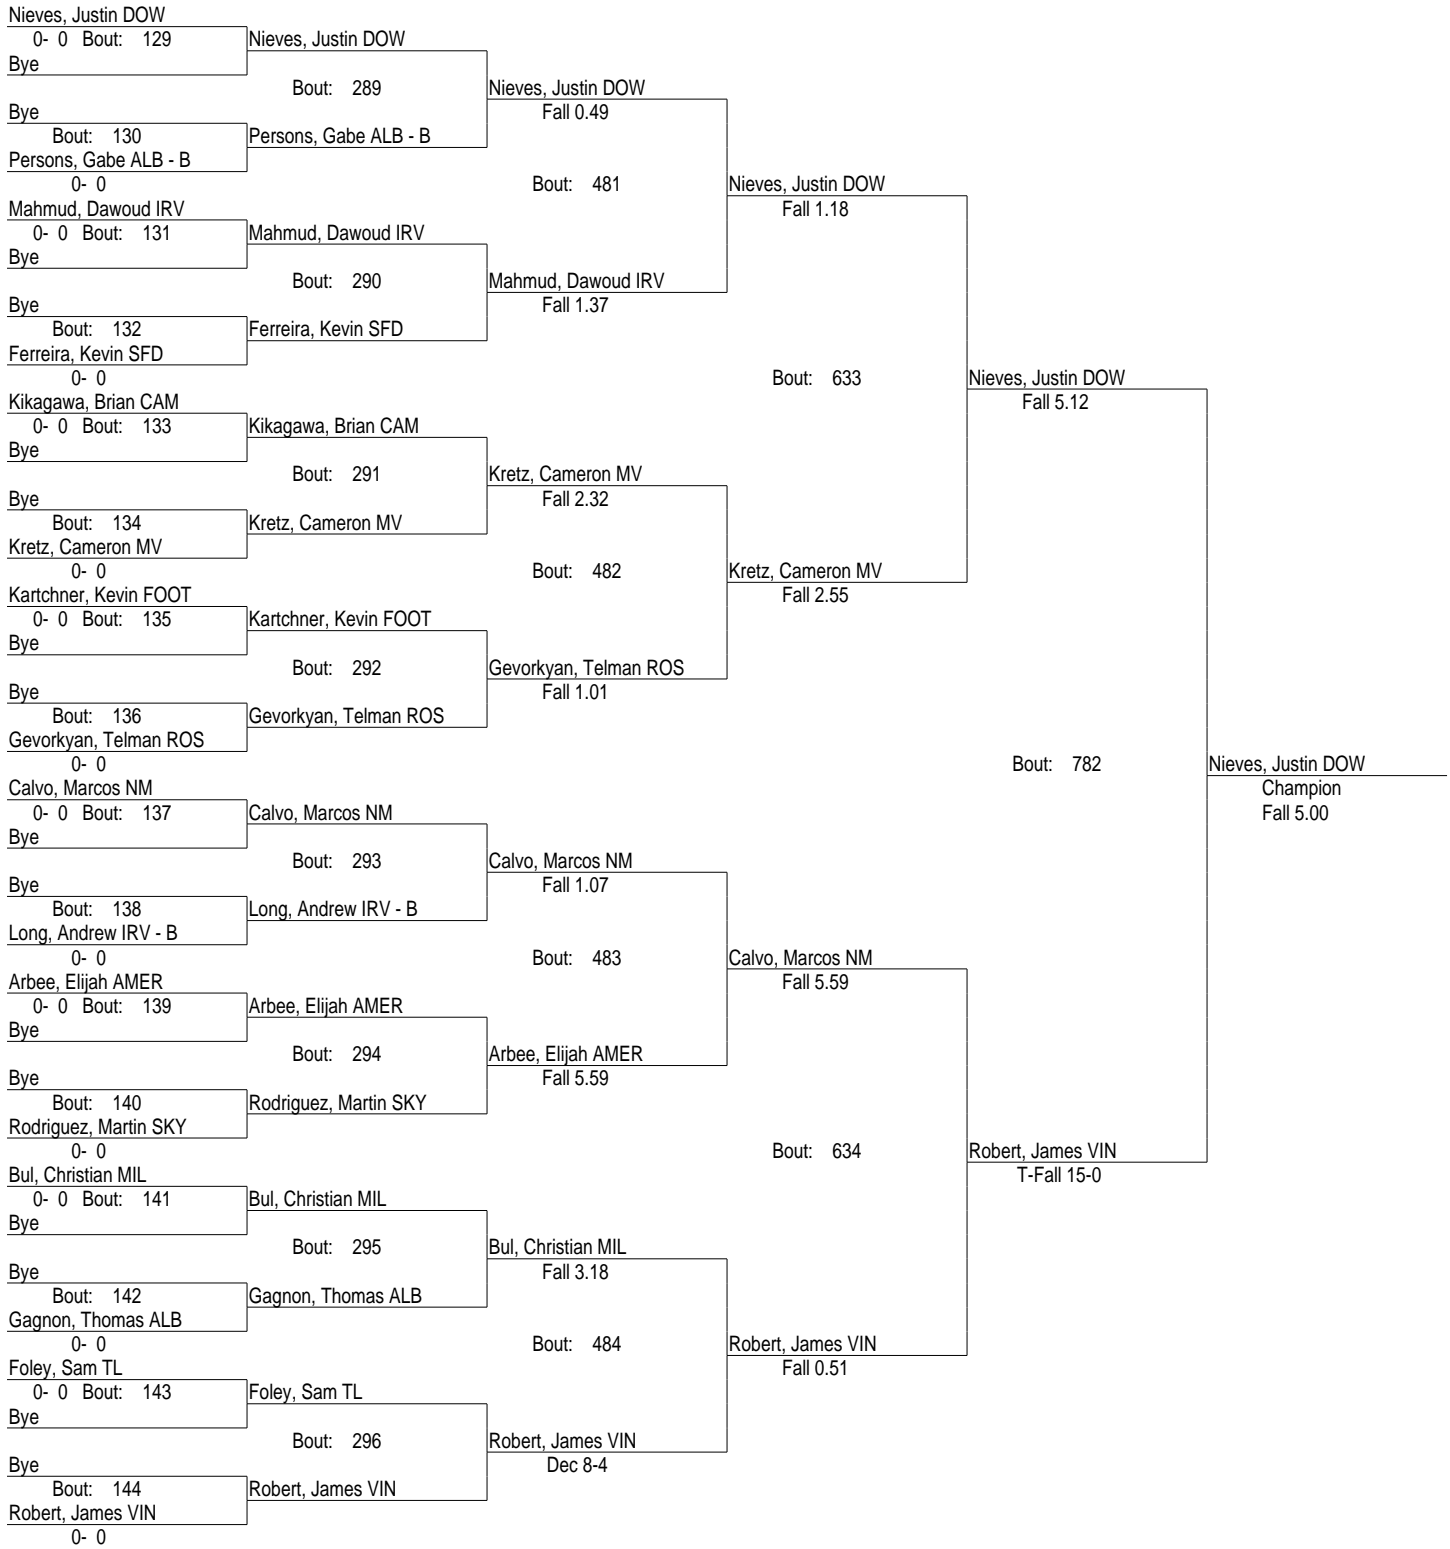 Nieves, Justin DOW
0- 0 Bout: 129
Bye
Bye
Bout: 130
Persons, Gabe ALB - B
0- 0
Mahmud, Dawoud IRV
0- 0 Bout: 131
Bye
Bye
Bout: 132
Ferreira, Kevin SFD
0- 0
Kikagawa, Brian CAM
0- 0 Bout: 133
Bye
Bye
Bout: 134
Kretz, Cameron MV
0- 0
Kartchner, Kevin FOOT
0- 0 Bout: 135
Bye
Bye
Bout: 136
Gevorkyan, Telman ROS
0- 0
Calvo, Marcos NM
0- 0 Bout: 137
Bye
Bye
Bout: 138
Long, Andrew IRV - B
0- 0
Arbee, Elijah AMER
0- 0 Bout: 139
Bye
Bye
Bout: 140
Rodriguez, Martin SKY
0- 0
Bul, Christian MIL
0- 0 Bout: 141
Bye
Bye
Bout: 142
Gagnon, Thomas ALB
0- 0
Foley, Sam TL
0- 0 Bout: 143
Bye
Bye
Bout: 144
Robert, James VIN
0- 0
Nieves, Justin DOW
Bout: 289
Persons, Gabe ALB - B
Mahmud, Dawoud IRV
Bout: 290
Ferreira, Kevin SFD
Kikagawa, Brian CAM
Bout: 291
Kretz, Cameron MV
Kartchner, Kevin FOOT
Bout: 292
Gevorkyan, Telman ROS
Calvo, Marcos NM
Bout: 293
Long, Andrew IRV - B
Arbee, Elijah AMER
Bout: 294
Rodriguez, Martin SKY
Bul, Christian MIL
Bout: 295
Gagnon, Thomas ALB
Foley, Sam TL
Bout: 296
Robert, James VIN
Nieves, Justin DOW
Fall 0.49
Bout: 481
Mahmud, Dawoud IRV
Fall 1.37
Kretz, Cameron MV
Fall 2.32
Bout: 482
Gevorkyan, Telman ROS
Fall 1.01
Calvo, Marcos NM
Fall 1.07
Bout: 483
Arbee, Elijah AMER
Fall 5.59
Bul, Christian MIL
Fall 3.18
Bout: 484
Robert, James VIN
Dec 8-4
Nieves, Justin DOW
Fall 1.18
Bout: 633
Kretz, Cameron MV
Fall 2.55
Calvo, Marcos NM
Fall 5.59
Bout: 634
Robert, James VIN
Fall 0.51
Nieves, Justin DOW
Fall 5.12
Bout: 782
Robert, James VIN
T-Fall 15-0
Nieves, Justin DOW
Champion
Fall 5.00